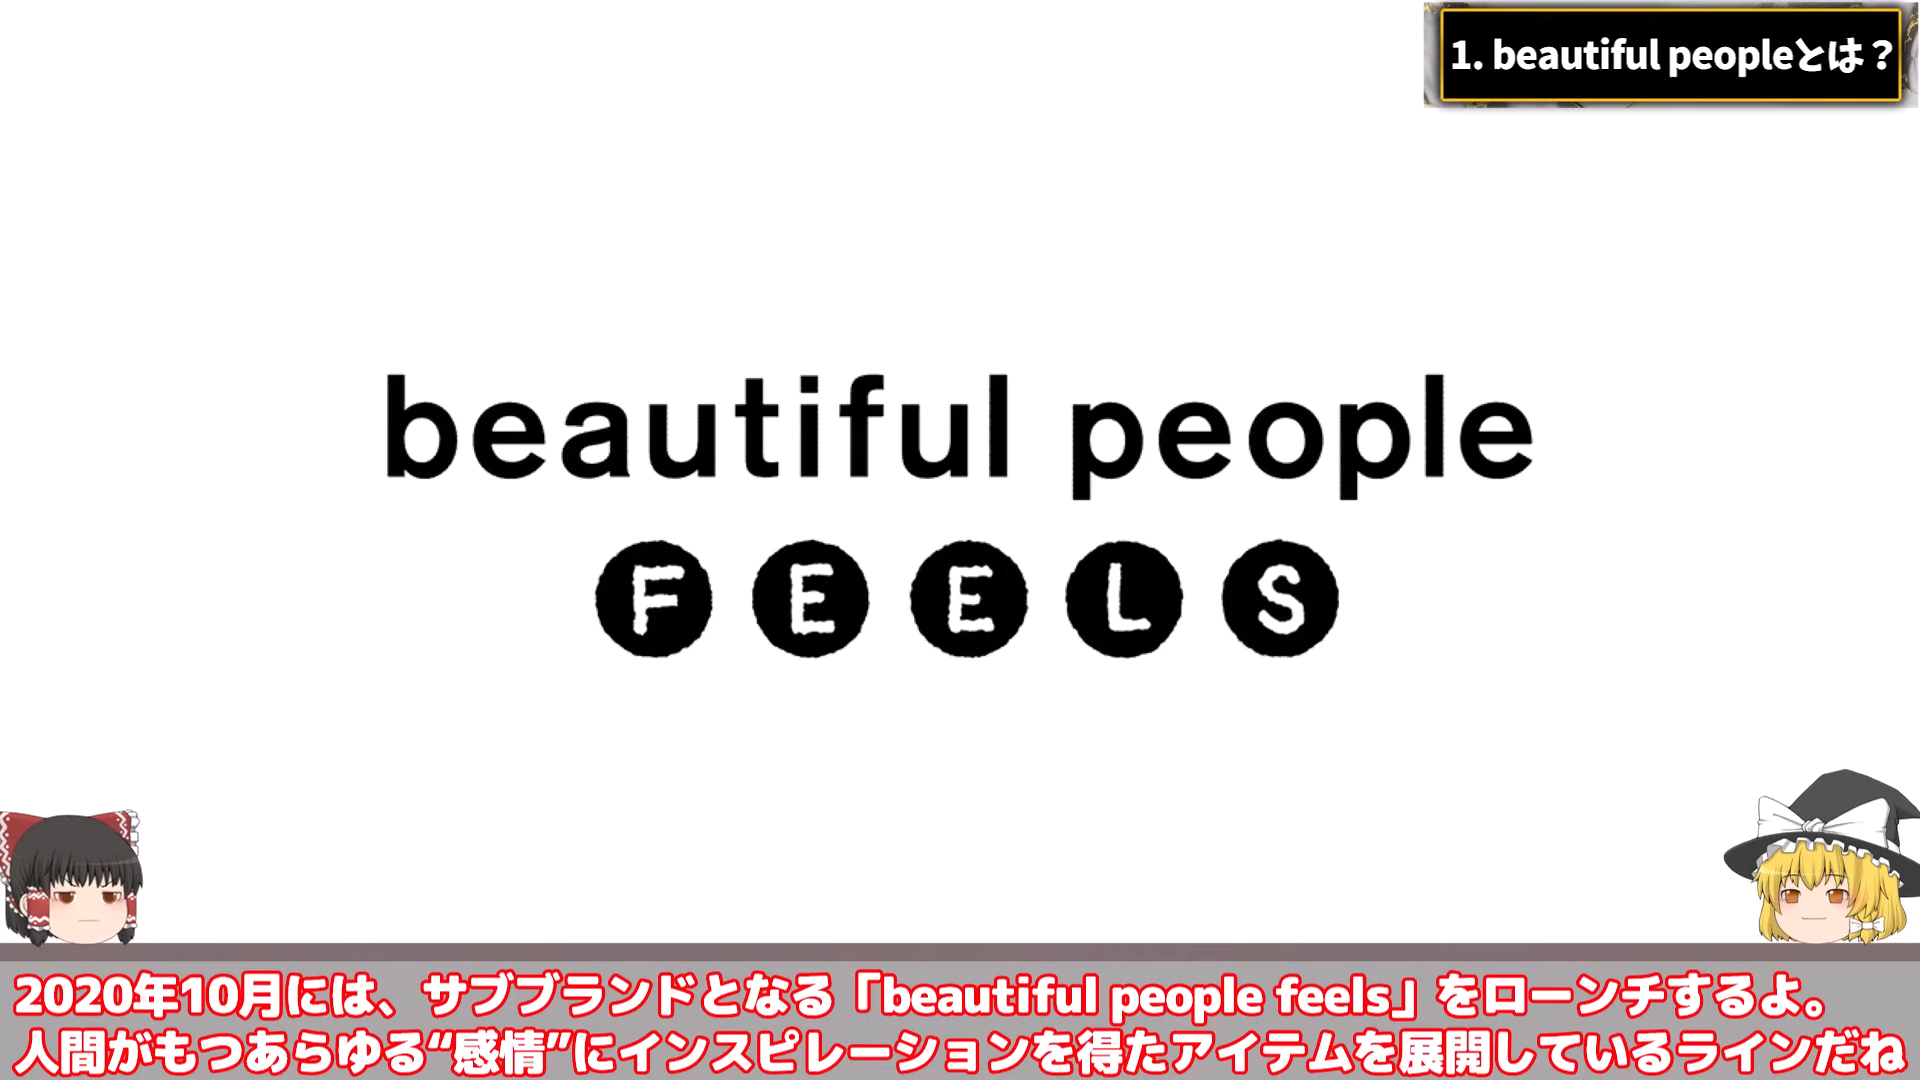 1. beautiful peopleとは？
beautiful people
FEELS
2020年10月には、サブブランドとなる「beautiful people feels」をローンチするよ。
人間がもつあらゆる“感情”にインスピレーションを得たアイテムを展開しているラインだね